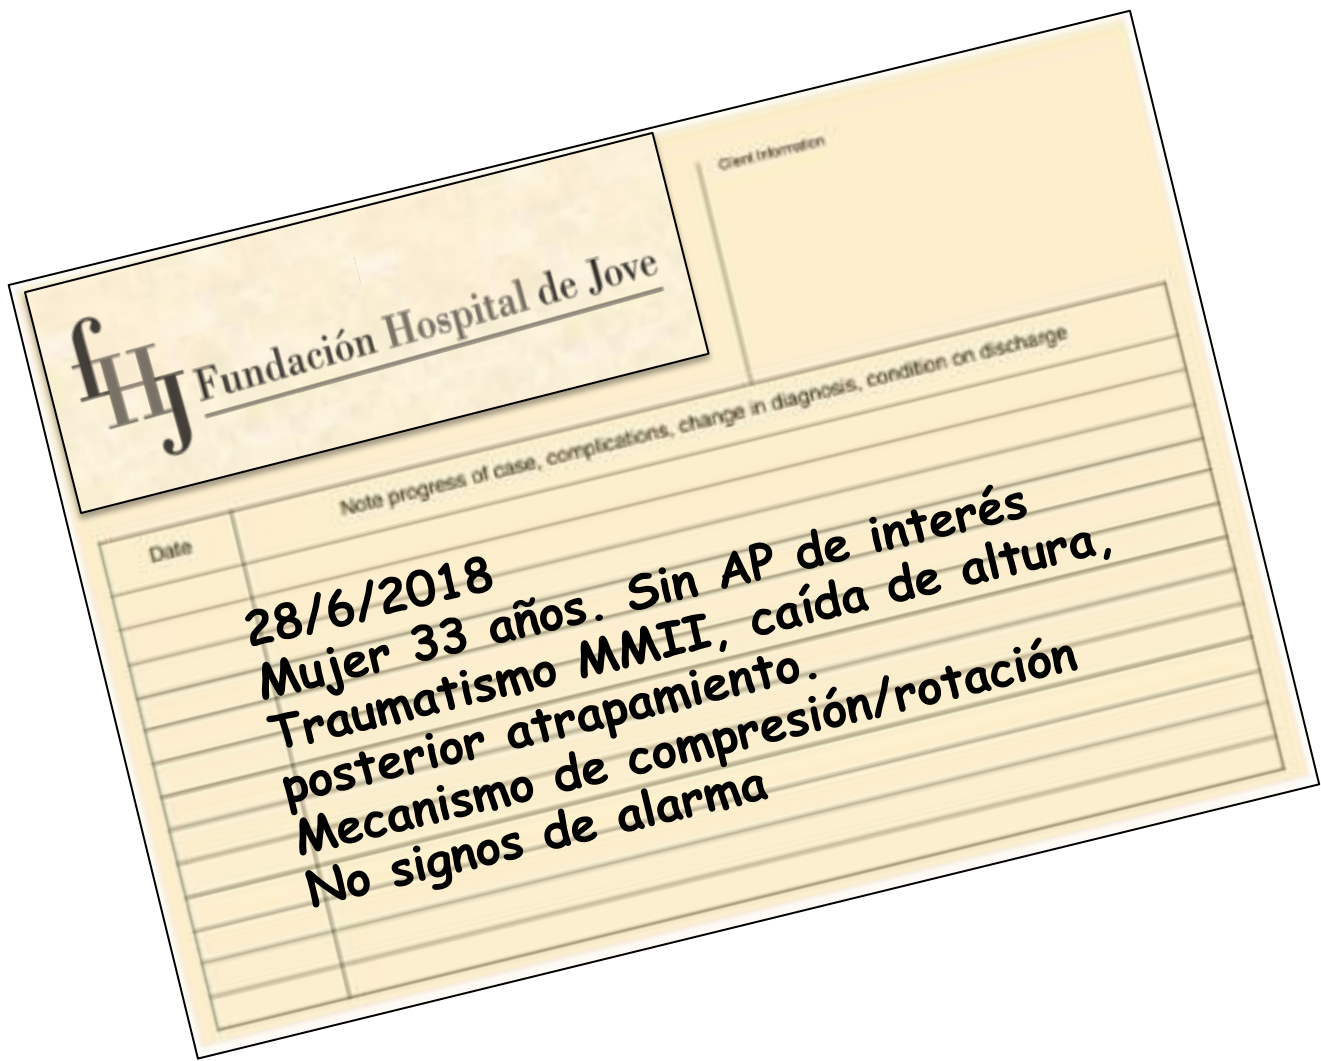 Client Information
fHJ Fundación Hospital de Jove
Note progress of case, complications, change in diagnosis, condition on discharge
Date
28/6/2018
Mujer 33 años. Sin AP de interés
Traumatismo MMII, caída de altura,
posterior atrapamiento.
Mecanismo de compresión/rotación
No signos de alarma